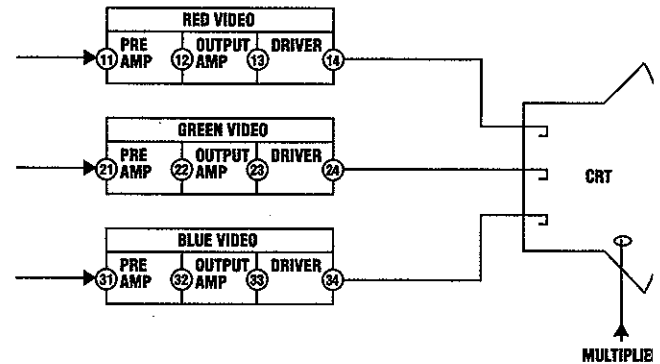 RED VIDEO
PRE AMP OUTPUT AMP DRIVER
11 12 13 14
GREEN VIDEO
PRE AMP OUTPUT AMP DRIVER
21 22 23 24
CRT
BLUE VIDEO
PRE AMP OUTPUT AMP DRIVER
31 32 33 34
MULTIPLIE